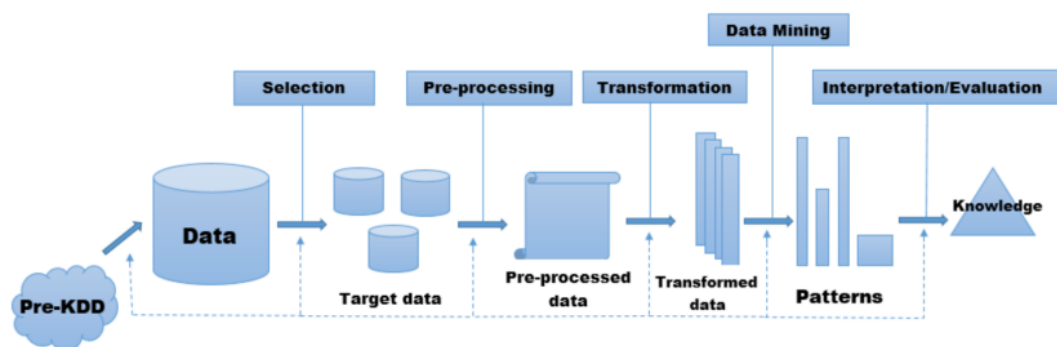 Data Mining
Selection
Pre-processing
Transformation
Interpretation/Evaluation
Data
Knowledge
Pre-KDD
Target data
Pre-processed
data
Transformed
data
Patterns